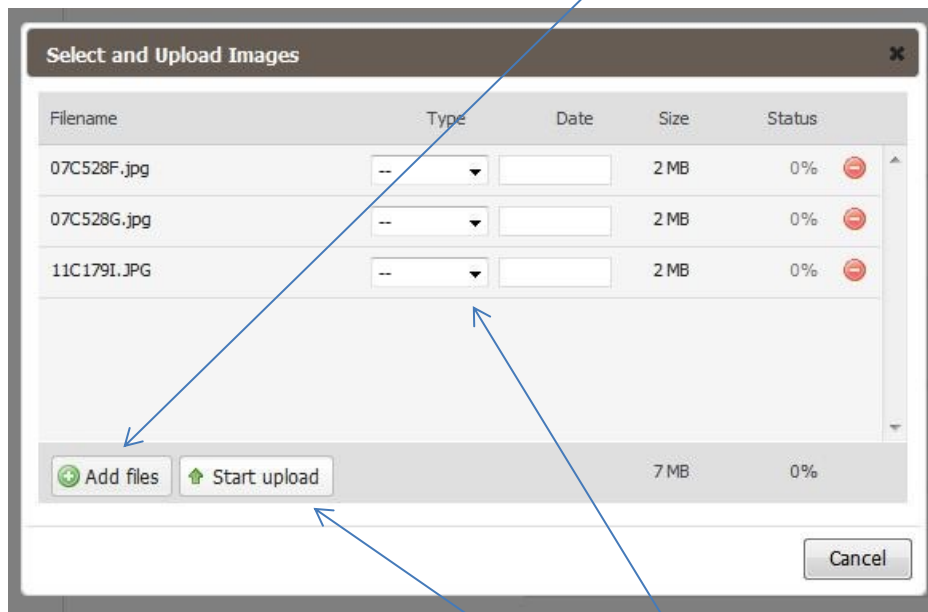 Select and Upload Images
Filename Type Date Size Status
07C528F.jpg -- 2 MB 0%
07C528G.jpg -- 2 MB 0%
11C179I.JPG -- 2 MB 0%
Add files Start upload 7 MB 0%
Cancel